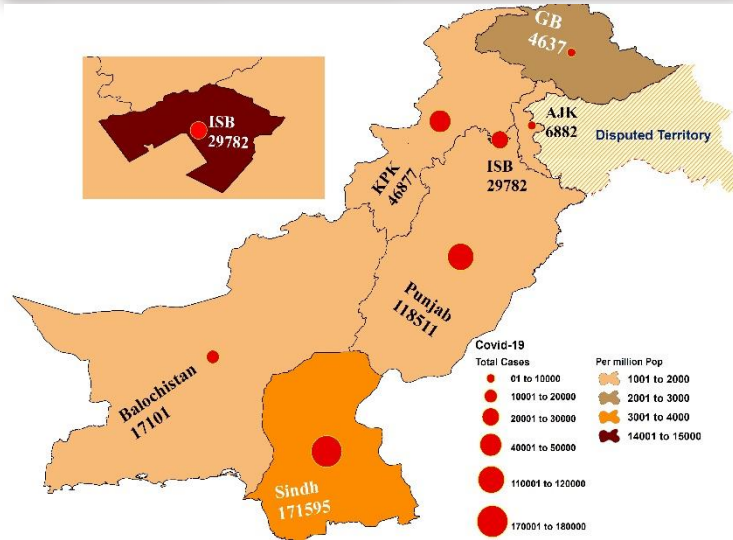 GB
4637
ISB
29782
AJK
6882
Disputed Territory
ISB
29782
KPK
46877
Punjab
118511
Balochistan
17101
Sindh
171595
Covid-19
Total Cases
01 to 10000
10001 to 20000
20001 to 30000
40001 to 50000
110001 to 120000
170001 to 180000
Per million Pop
1001 to 2000
2001 to 3000
3001 to 4000
14001 to 15000